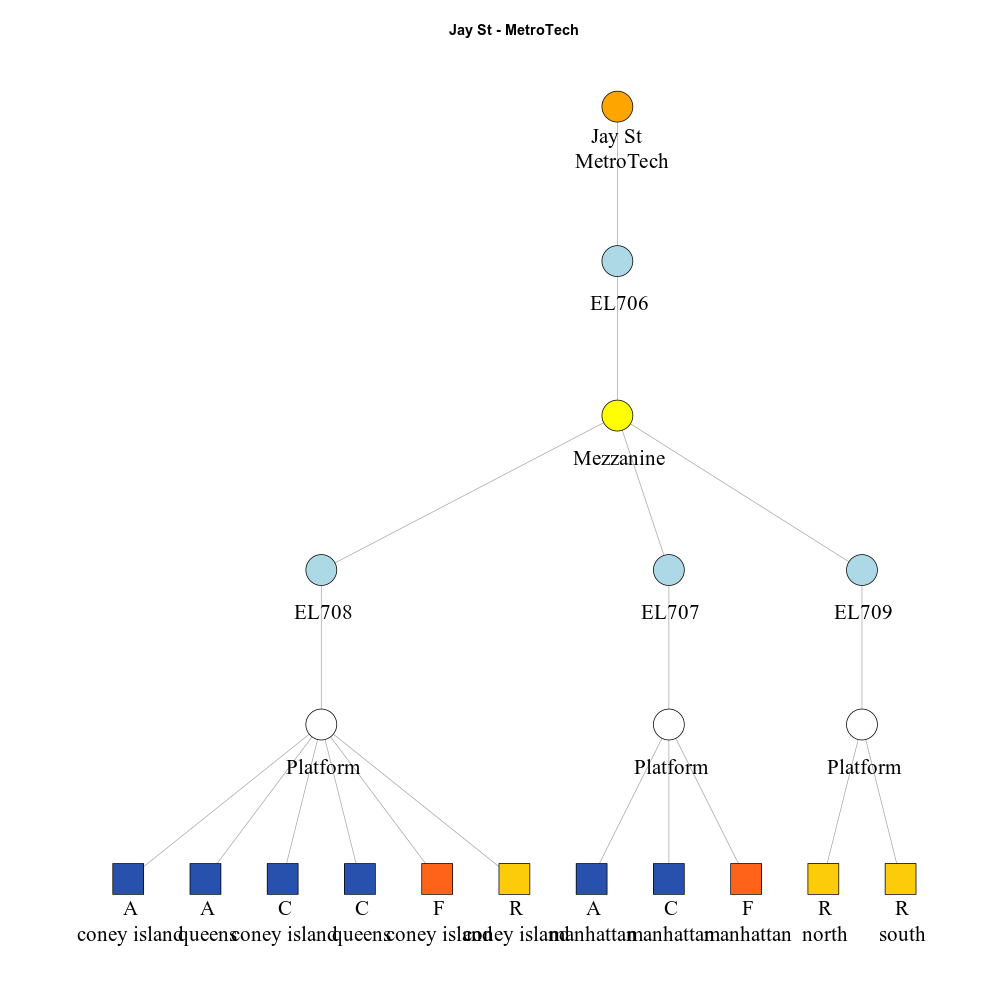 Jay St - MetroTech
Jay St
MetroTech
EL706
Mezzanine
EL708 EL707 EL709
Platform Platform Platform
A A C C F R A C F R R
coney island queens coney island queens coney island coney island manhattan manhattan manhattan north south